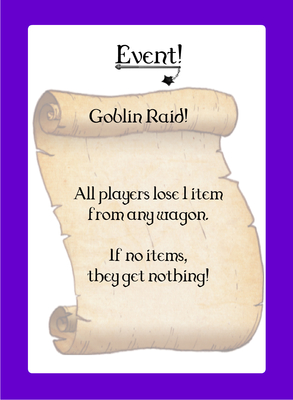 Event!
Goblin Raid!
All players lose 1 item
from any wagon.
If no items,
they get nothing!